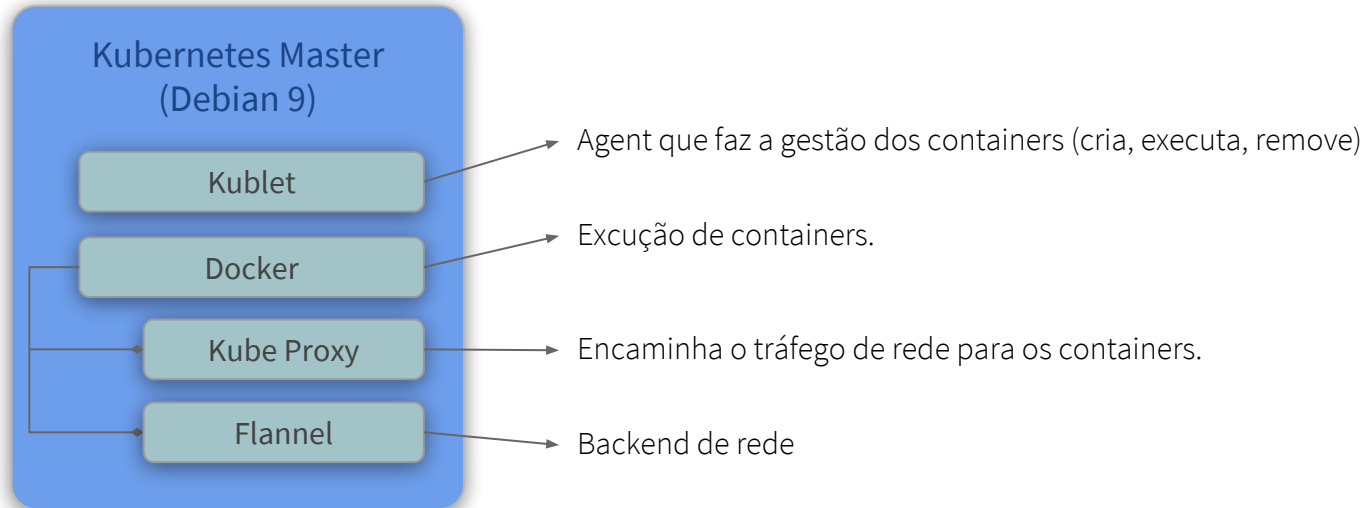 Kubernetes Master
(Debian 9)
Kublet
Agent que faz a gestão dos containers (cria, executa, remove)
Docker
Excução de containers.
Kube Proxy
Encaminha o tráfego de rede para os containers.
Flannel
Backend de rede